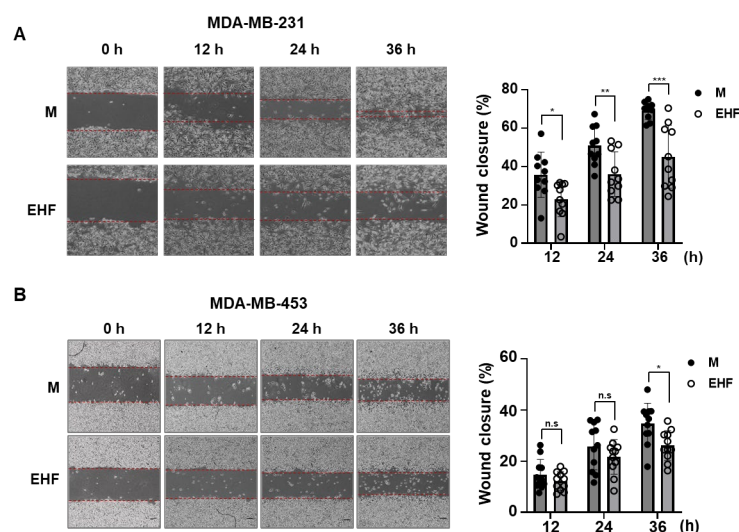 A
MDA-MB-231
0 h 12 h 24 h 36 h
M
EHF
Wound closure (%)
80
60
40
20
0
* ** ***
12 24 36 (h)
M
EHF
B
MDA-MB-453
0 h 12 h 24 h 36 h
M
EHF
Wound closure (%)
60
40
20
0
n.s n.s *
12 24 36 (h)
M
EHF